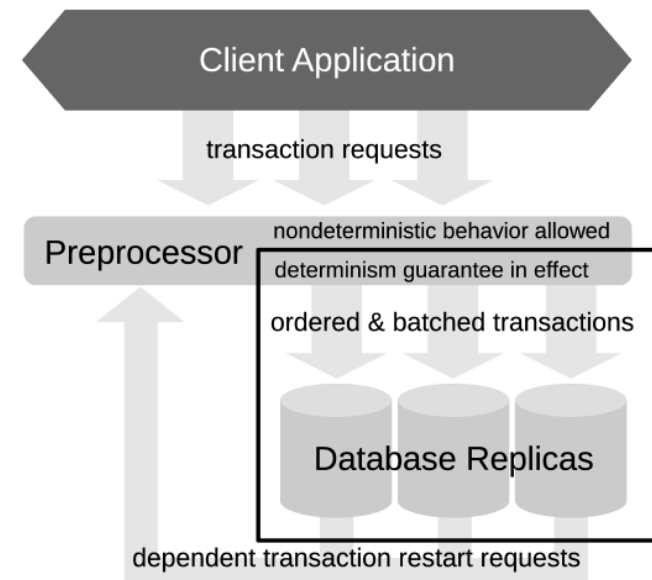 Client Application
transaction requests
nondeterministic behavior allowed
Preprocessor
determinism guarantee in effect
ordered & batched transactions
Database Replicas
dependent transaction restart requests